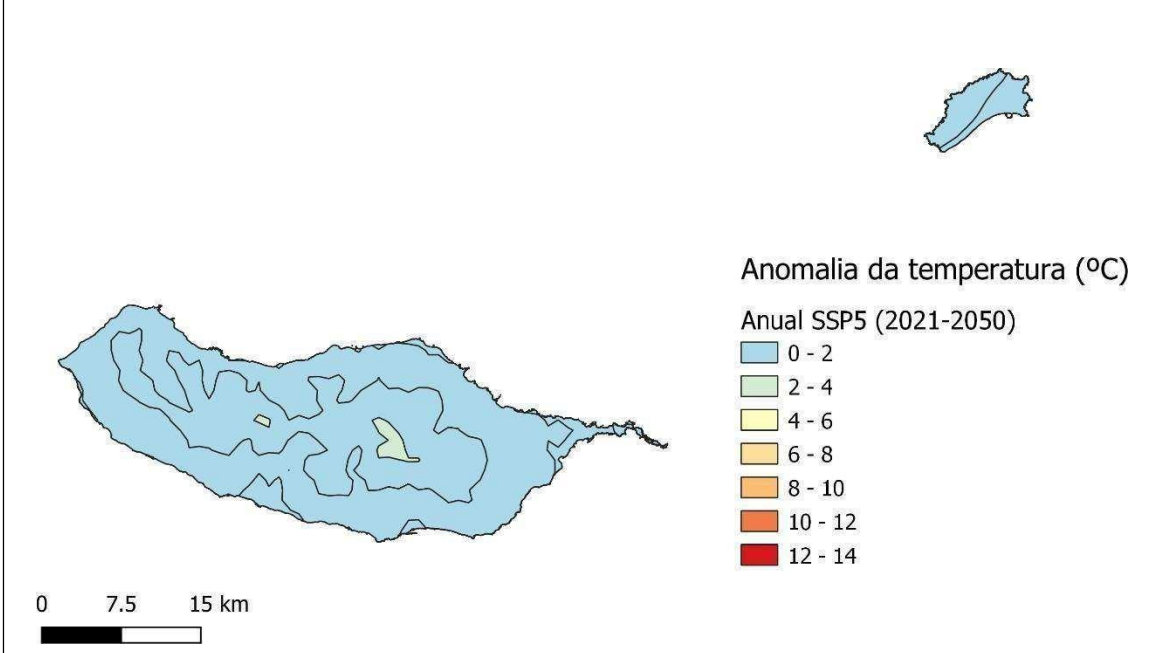 Anomalia da temperatura (ºC)
Anual SSP5 (2021-2050)
0 - 2
2 - 4
4 - 6
6 - 8
8 - 10
10 - 12
12 - 14
0 7.5 15 km